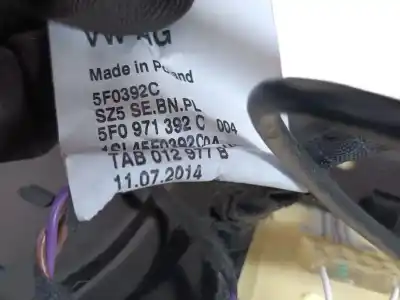 VW AG
Made in Poland
5F0392C
SZ5 SE.BN.PL
5F0 971 392 C 004
TAB 012 977 B
11.07.2014